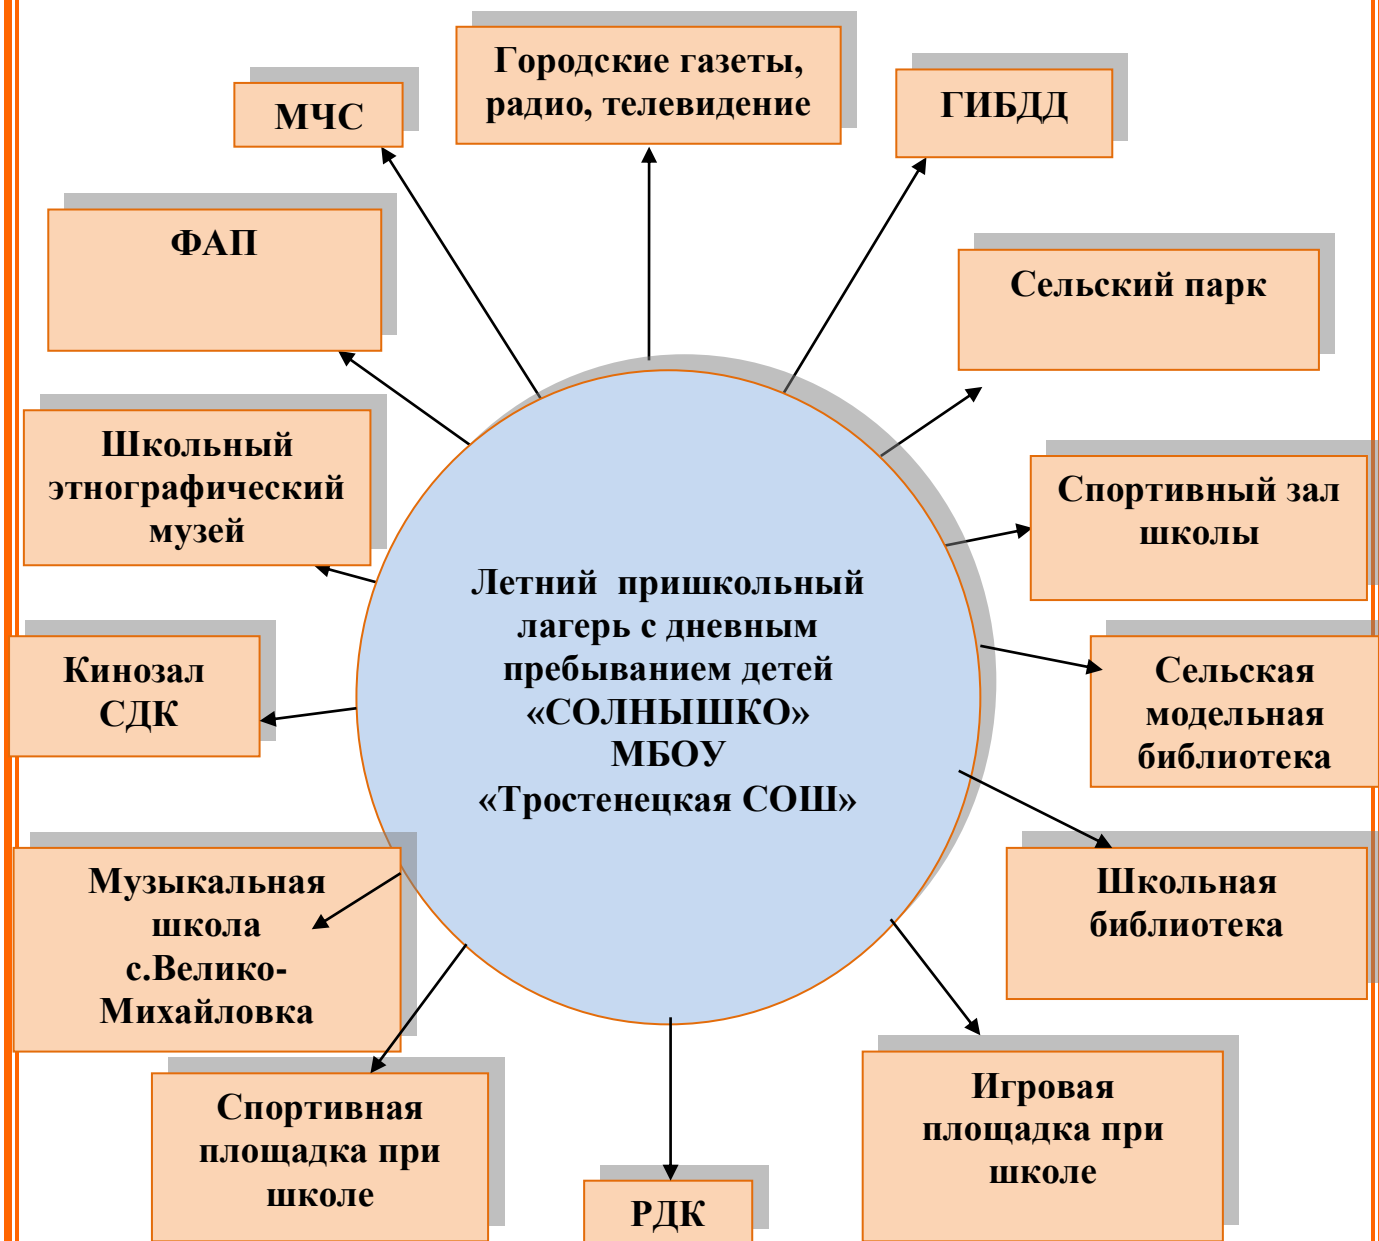 МЧС
Городские газеты,
радио, телевидение
ГИБДД
ФАП
Сельский парк
Школьный
этнографический
музей
Спортивный зал
школы
Летний пришкольный
лагерь с дневным
пребыванием детей
«СОЛНЫШКО»
МБОУ
«Тростенецкая СОШ»
Кинозал
СДК
Сельская
модельная
библиотека
Музыкальная
школа
с.Велико-
Михайловка
Школьная
библиотека
Спортивная
площадка при
школе
РДК
Игровая
площадка при
школе